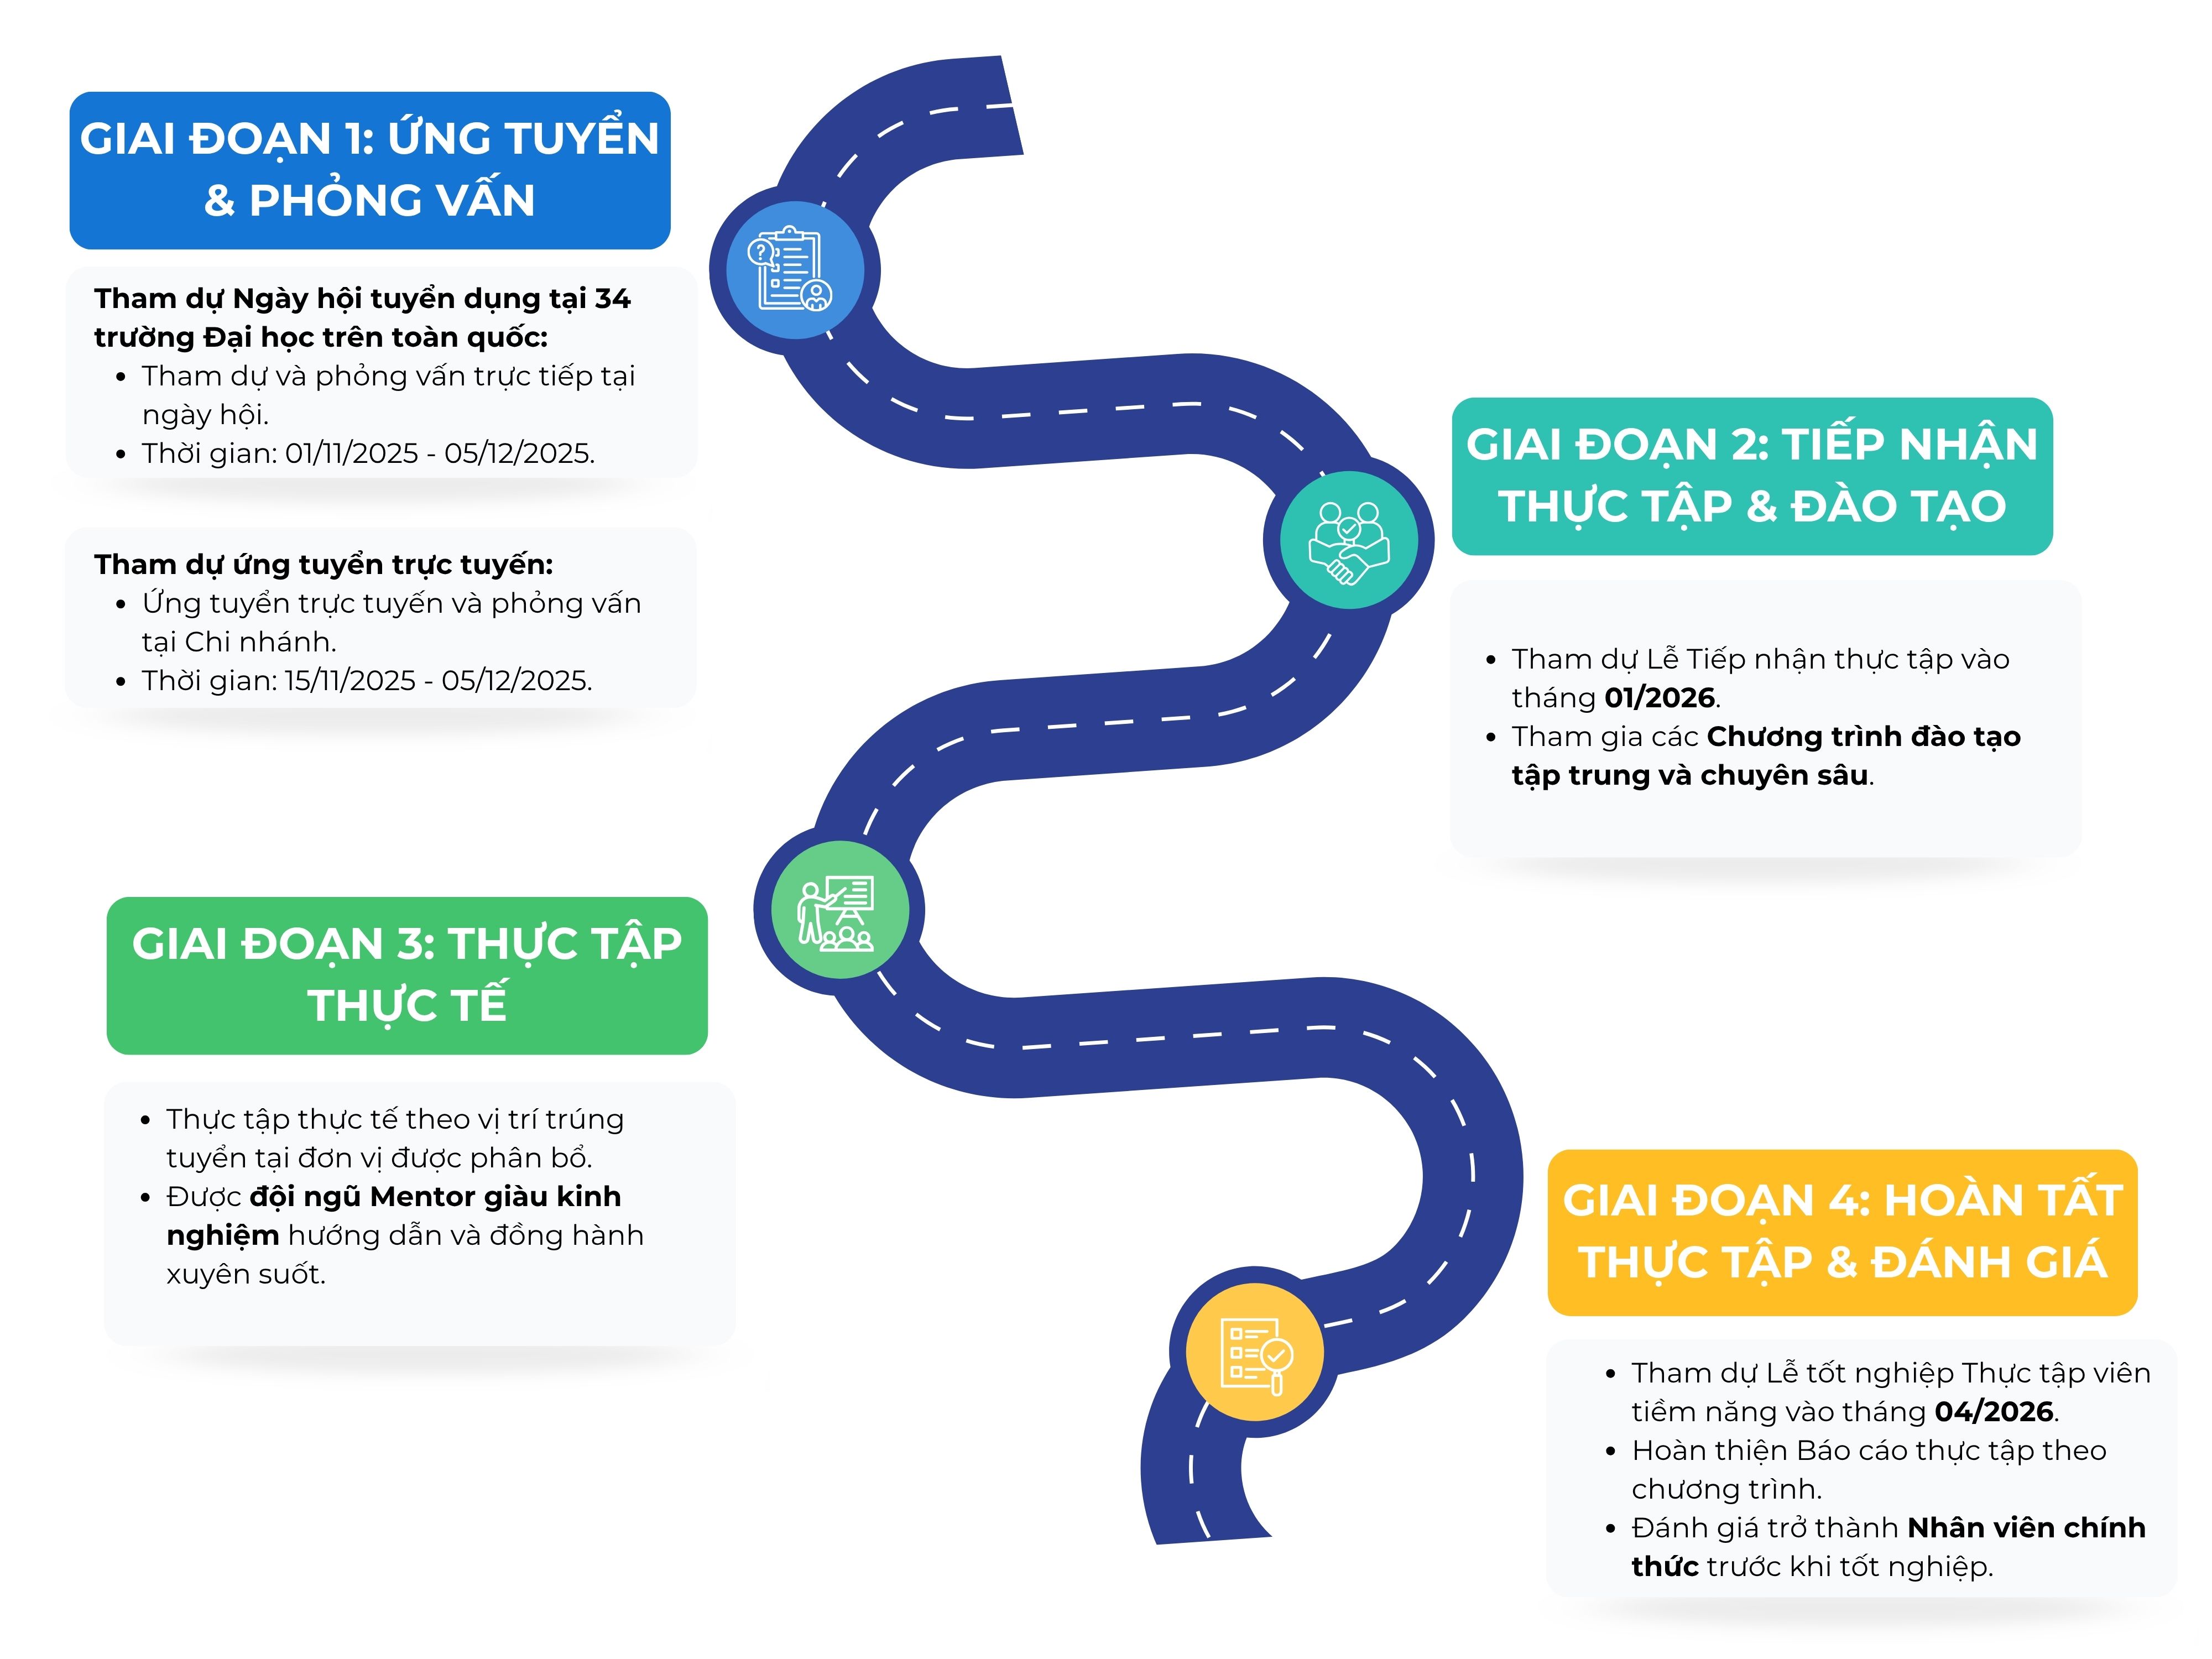 GIAI ĐOẠN 1: ỨNG TUYỂN
& PHỎNG VẤN
Tham dự Ngày hội tuyển dụng tại 34
trường Đại học trên toàn quốc:
• Tham dự và phỏng vấn trực tiếp tại
ngày hội.
• Thời gian: 01/11/2025 - 05/12/2025.
Tham dự ứng tuyển trực tuyến:
• Ứng tuyển trực tuyến và phỏng vấn
tại Chi nhánh.
• Thời gian: 15/11/2025 - 05/12/2025.
GIAI ĐOẠN 2: TIẾP NHẬN
THỰC TẬP & ĐÀO TẠO
• Tham dự Lễ Tiếp nhận thực tập vào
tháng 01/2026.
• Tham gia các Chương trình đào tạo
tập trung và chuyên sâu.
GIAI ĐOẠN 3: THỰC TẬP
THỰC TẾ
• Thực tập thực tế theo vị trí trúng
tuyển tại đơn vị được phân bổ.
• Được đội ngũ Mentor giàu kinh
nghiệm hướng dẫn và đồng hành
xuyên suốt.
GIAI ĐOẠN 4: HOÀN TẤT
THỰC TẬP & ĐÁNH GIÁ
• Tham dự Lễ tốt nghiệp Thực tập viên
tiềm năng vào tháng 04/2026.
• Hoàn thiện Báo cáo thực tập theo
chương trình.
• Đánh giá trở thành Nhân viên chính
thức trước khi tốt nghiệp.